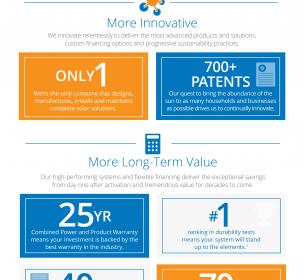 More Innovative
We innovate relentlessly to deliver the most advanced products and solutions,
custom financing options and progressive sustainability practices.
ONLY 1
We're the only company that designs,
manufactures, installs and maintains
complete solar solutions.
700+
PATENTS
Our quest to bring the abundance of the
sun to as many households and businesses
as possible drives us to continually innovate.
More Long-Term Value
Our high-performing systems and flexible financing deliver the exceptional savings
from day one after activation and tremendous value for decades to come.
25 YR
Combined Power and Product Warranty
means your investment is backed by the
best warranty in the industry.
#1
ranking in durability tests
means your system will stand
up to the elements.